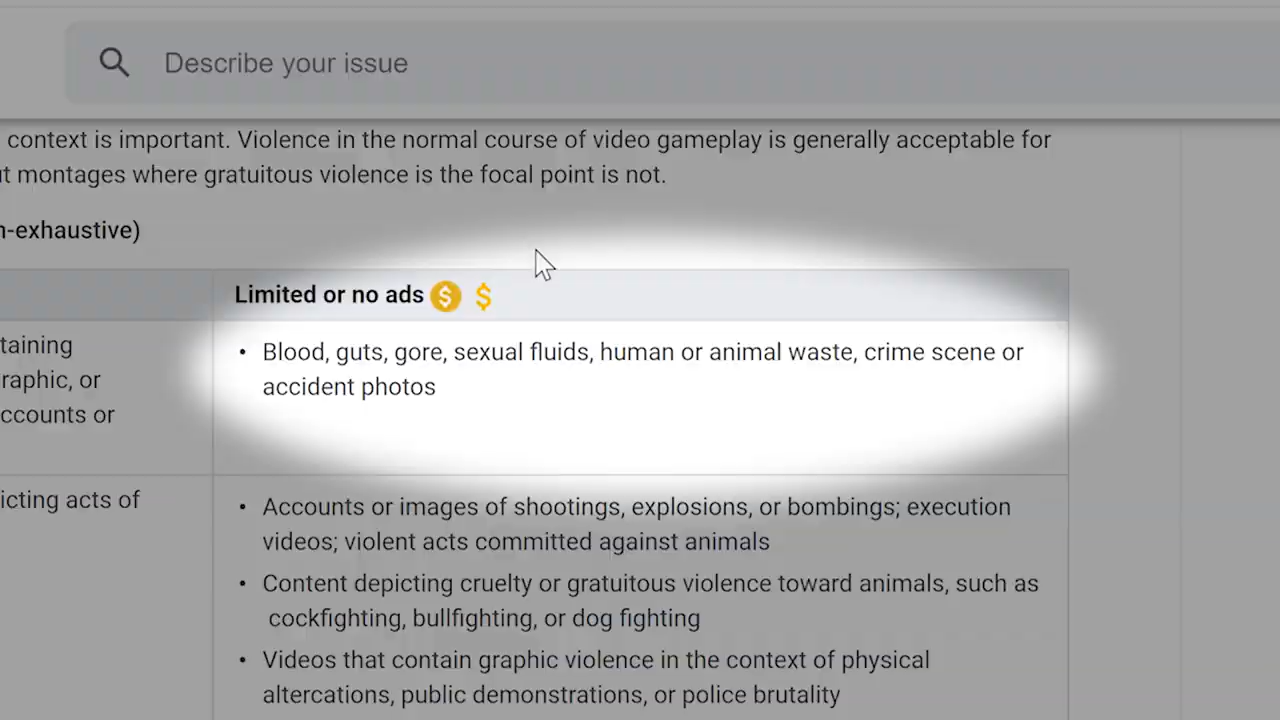 Describe your issue
context is important. Violence in the normal course of video gameplay is generally acceptable for
montages where gratuitous violence is the focal point is not.
n-exhaustive)
Limited or no ads
taining
raphic, or
ccounts or
• Blood, guts, gore, sexual fluids, human or animal waste, crime scene or
accident photos
icting acts of
• Accounts or images of shootings, explosions, or bombings; execution
videos; violent acts committed against animals
• Content depicting cruelty or gratuitous violence toward animals, such as
cockfighting, bullfighting, or dog fighting
• Videos that contain graphic violence in the context of physical
altercations, public demonstrations, or police brutality